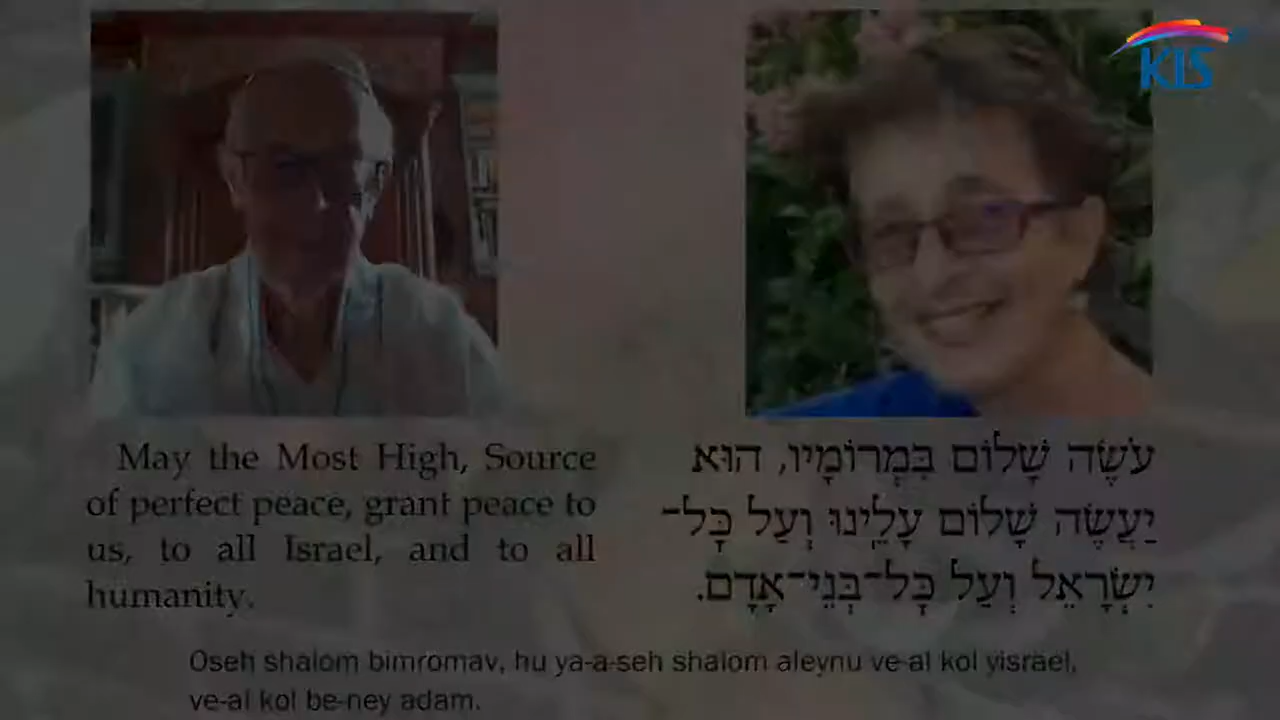 KLS
May the Most High, Source
of perfect peace, grant peace to
us, to all Israel, and to all
humanity.
עֹשֶׂה שָׁלוֹם בִּמְרוֹמָיו, הוּא
יַעֲשֶׂה שָׁלוֹם עָלֵֽינוּ וְעַל כׇּל־
יִשְׂרָאֵל וְעַל כׇּל־בְּנֵי־אָדָם.
Oseh shalom bimromav, hu ya-a-seh shalom aleynu ve-al kol yisrael,
ve-al kol be-ney adam.